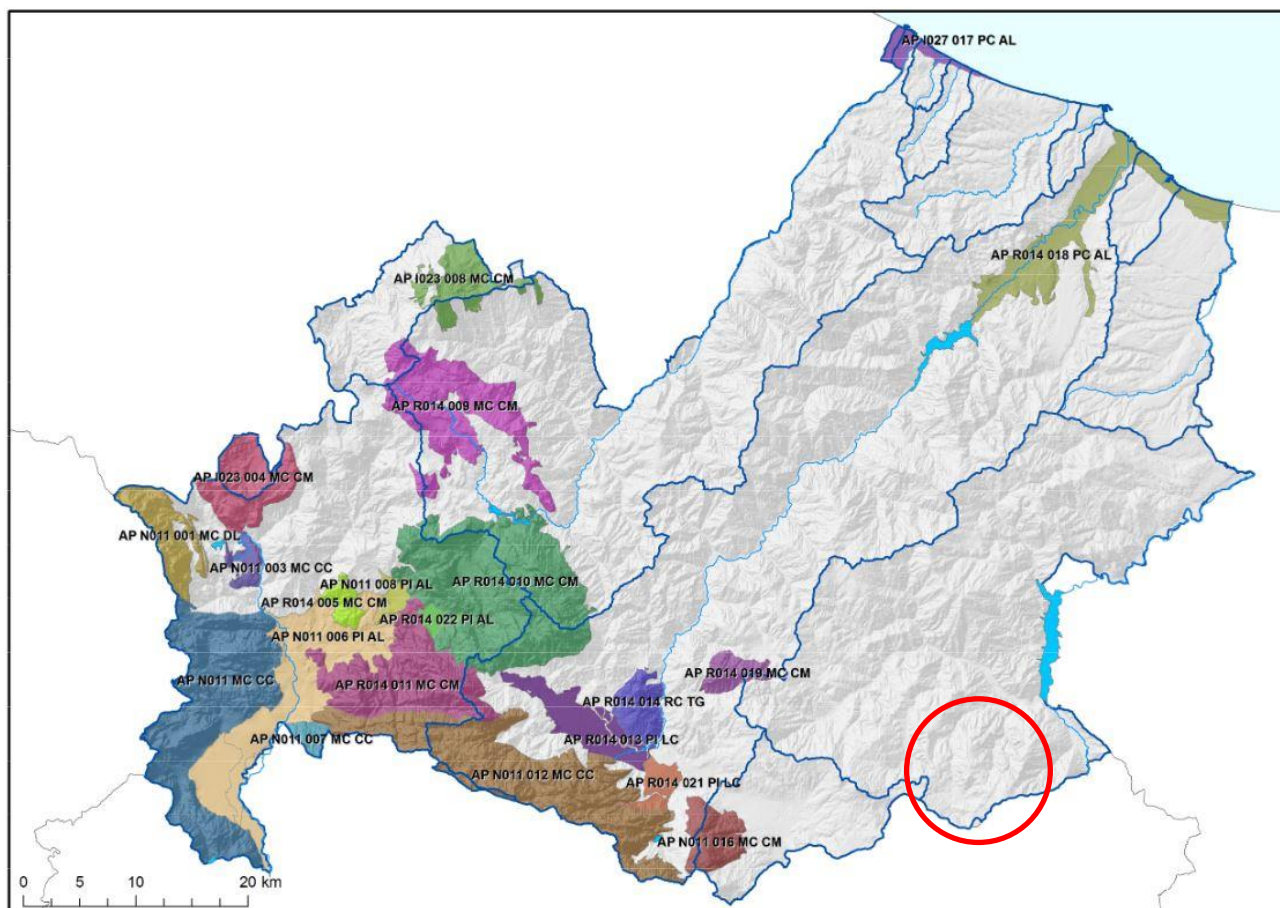 AP I027 017 PC AL
AP R014 018 PC AL
AP I023 008 MC CM
AP R014 009 MC CM
AP I023 004 MC CM
AP N011 001 MC DL
AP N011 003 MC CC
AP N011 008 PI AL
AP R014 010 MC CM
AP R014 005 MC CM
AP R014 022 PI AL
AP N011 006 PI AL
AP N011 MC CC
AP R014 011 MC CM
AP R014 019 MC CM
AP R014 014 RC TG
AP N011 007 MC CC
AP R014 013 PI LC
AP N011 012 MC CC
AP R014 021 PI LC
AP N011 016 MC CM
0 5 10 20 km